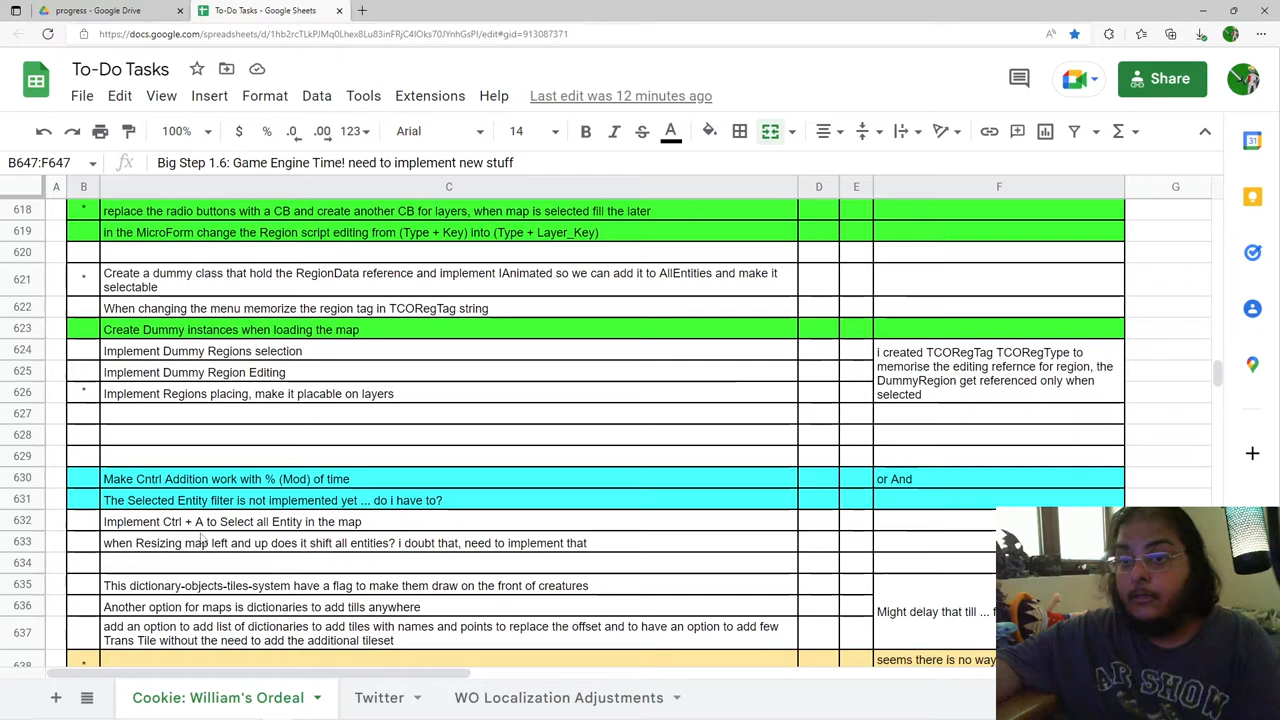 progress - Google Drive
To-Do Tasks - Google Sheets
https://docs.google.com/spreadsheets/d/1hb2rcTLkPJMq0Lhex8Lu83inFRjC4IOks70JYnhGsPI/edit#gid=913087371
To-Do Tasks
Share
File Edit View Insert Format Data Tools Extensions Help Last edit was 12 minutes ago
100% $ % .0 .00 123 Arial 14 B I S A
B647:F647 fx Big Step 1.6: Game Engine Time! need to implement new stuff
A B C D E F G
618 * replace the radio buttons with a CB and create another CB for layers, when map is selected fill the later
619 in the MicroForm change the Region script editing from (Type + Key) into (Type + Layer_Key)
620
621 * Create a dummy class that hold the RegionData reference and implement IAnimated so we can add it to AllEntities and make it
selectable
622 When changing the menu memorize the region tag in TCORegTag string
623 Create Dummy instances when loading the map
624 Implement Dummy Regions selection
625 Implement Dummy Region Editing
626 * Implement Regions placing, make it placable on layers
i created TCORegTag TCORegType to
memorise the editing refernce for region, the
DummyRegion get referenced only when
selected
627
628
629
630 Make Cntrl Addition work with % (Mod) of time or And
631 The Selected Entity filter is not implemented yet ... do i have to?
632 Implement Ctrl + A to Select all Entity in the map
633 when Resizing map left and up does it shift all entities? i doubt that, need to implement that
634
635 This dictionary-objects-tiles-system have a flag to make them draw on the front of creatures
636 Another option for maps is dictionaries to add tills anywhere
Might delay that till ...
637 add an option to add list of dictionaries to add tiles with names and points to replace the offset and to have an option to add few
Trans Tile without the need to add the additional tileset
638 * seems there is no way
AR SHOW
Cookie: William's Ordeal Twitter WO Localization Adjustments